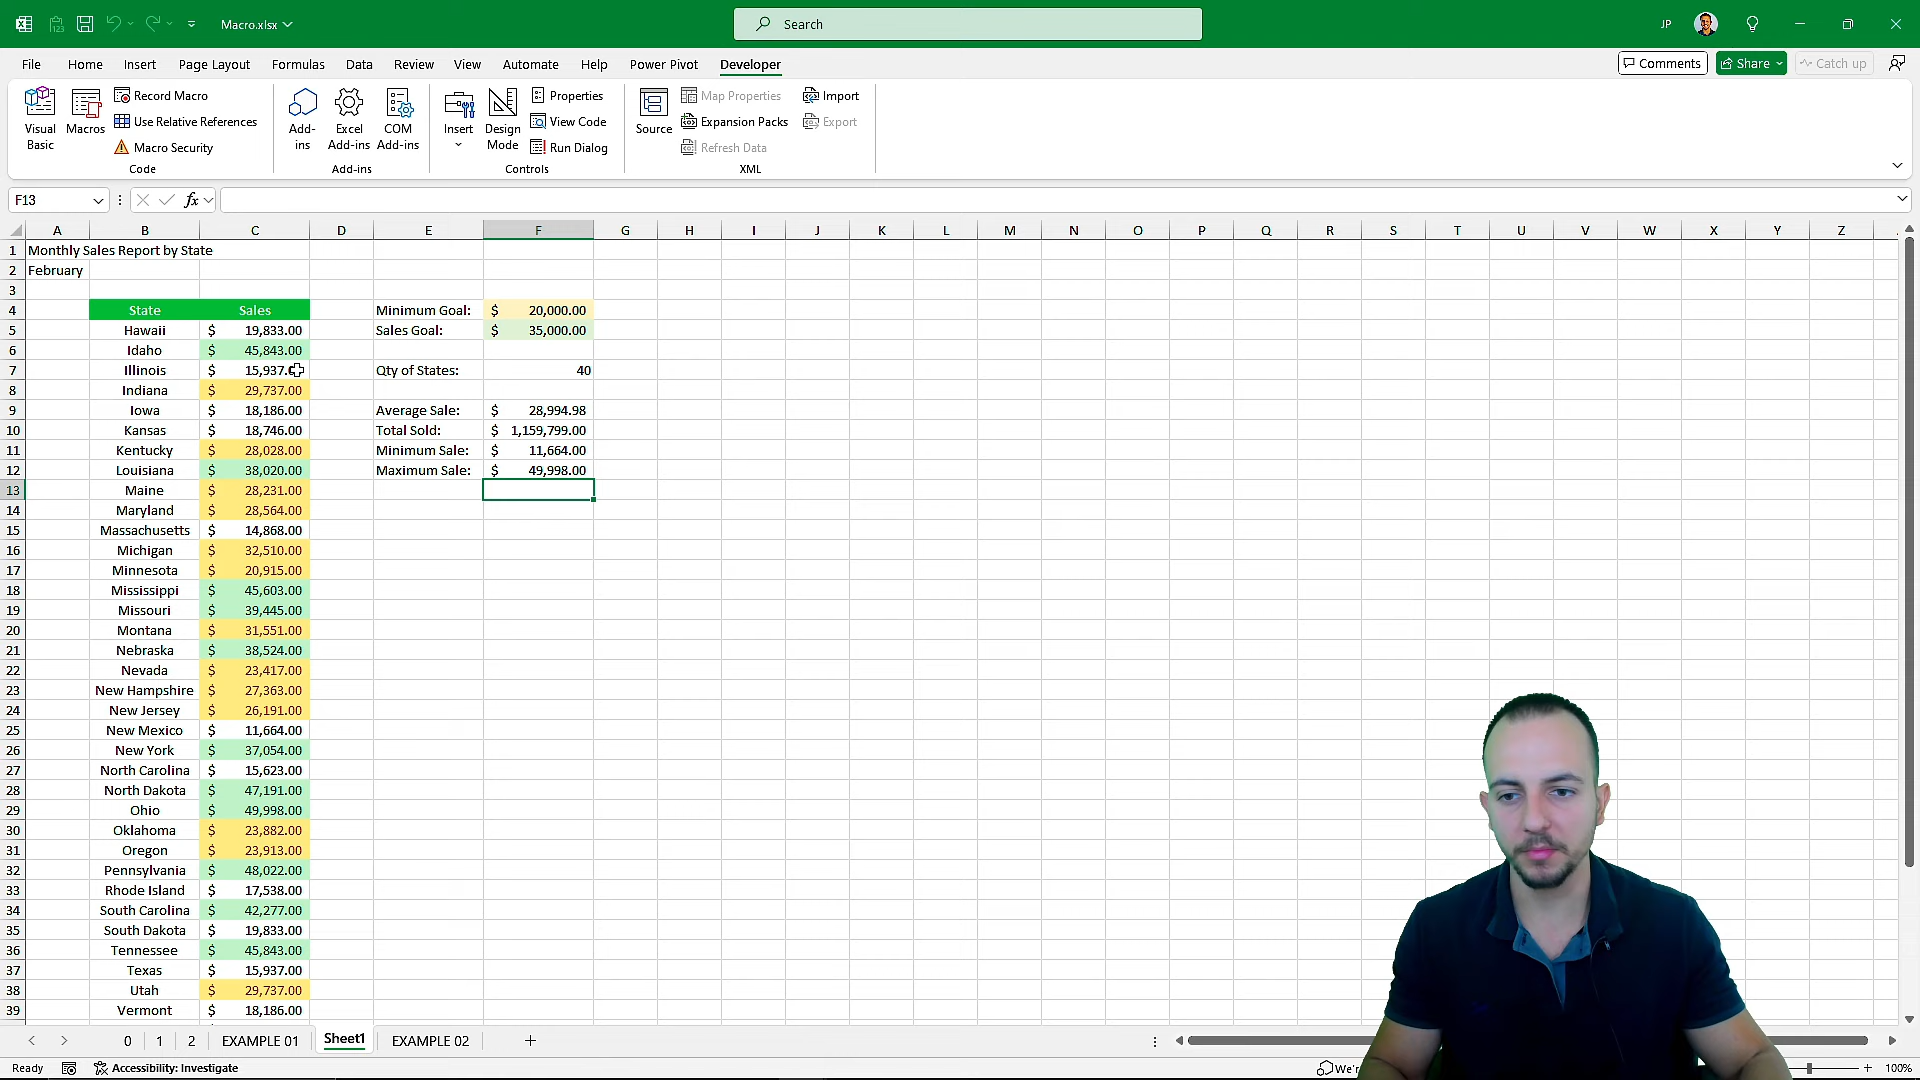 Macro.xlsx
Search
JP
File Home Insert Page Layout Formulas Data Review View Automate Help Power Pivot Developer
Comments Share Catch up
Visual Basic
Macros
Record Macro
Use Relative References
Macro Security
Code
Add-ins
Excel Add-ins
COM Add-ins
Add-ins
Insert
Design Mode
Properties
View Code
Run Dialog
Controls
Source
Map Properties
Expansion Packs
Refresh Data
Import
Export
XML
F13 fx
A B C D E F G H I J K L M N O P Q R S T U V W X Y Z
1 Monthly Sales Report by State
2 February
3
4 State Sales Minimum Goal: $ 20,000.00
5 Hawaii $ 19,833.00 Sales Goal: $ 35,000.00
6 Idaho $ 45,843.00
7 Illinois $ 15,937. Qty of States: 40
8 Indiana $ 29,737.00
9 Iowa $ 18,186.00 Average Sale: $ 28,994.98
10 Kansas $ 18,746.00 Total Sold: $ 1,159,799.00
11 Kentucky $ 28,028.00 Minimum Sale: $ 11,664.00
12 Louisiana $ 38,020.00 Maximum Sale: $ 49,998.00
13 Maine $ 28,231.00
14 Maryland $ 28,564.00
15 Massachusetts $ 14,868.00
16 Michigan $ 32,510.00
17 Minnesota $ 20,915.00
18 Mississippi $ 45,603.00
19 Missouri $ 39,445.00
20 Montana $ 31,551.00
21 Nebraska $ 38,524.00
22 Nevada $ 23,417.00
23 New Hampshire $ 27,363.00
24 New Jersey $ 26,191.00
25 New Mexico $ 11,664.00
26 New York $ 37,054.00
27 North Carolina $ 15,623.00
28 North Dakota $ 47,191.00
29 Ohio $ 49,998.00
30 Oklahoma $ 23,882.00
31 Oregon $ 23,913.00
32 Pennsylvania $ 48,022.00
33 Rhode Island $ 17,538.00
34 South Carolina $ 42,277.00
35 South Dakota $ 19,833.00
36 Tennessee $ 45,843.00
37 Texas $ 15,937.00
38 Utah $ 29,737.00
39 Vermont $ 18,186.00
0 1 2 EXAMPLE 01 Sheet1 EXAMPLE 02
Ready Accessibility: Investigate We'r 100%